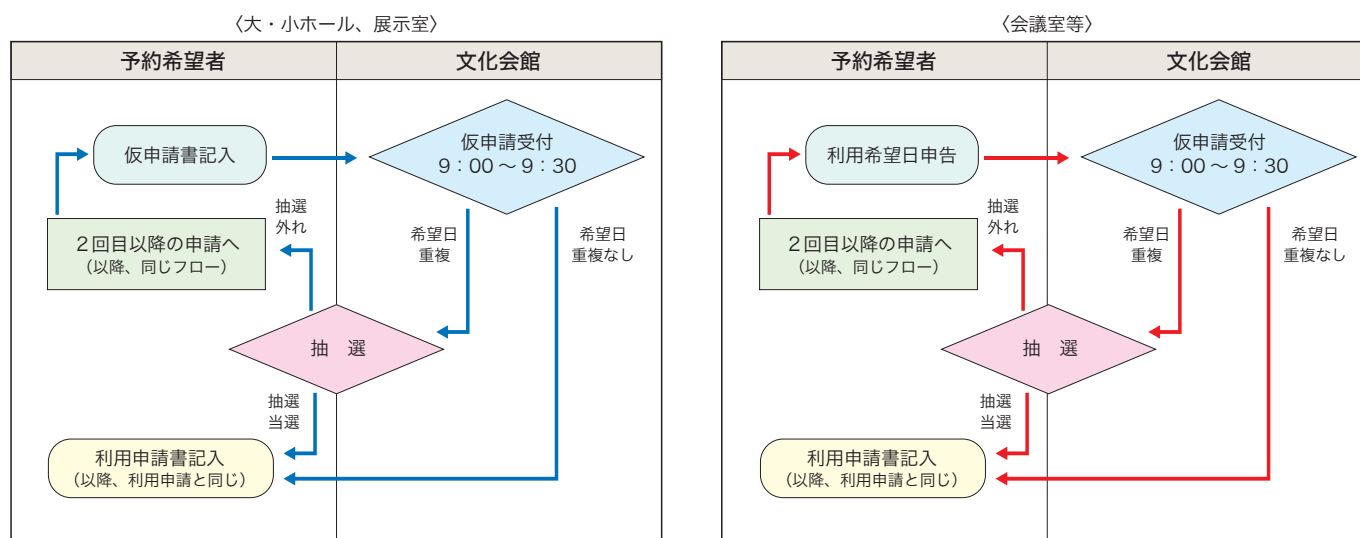 〈大・小ホール、展示室〉
予約希望者
文化会館
仮申請書記入
仮申請受付
9：00～9：30
2回目以降の申請へ
（以降、同じフロー）
抽選
外れ
希望日
重複
希望日
重複なし
抽　選
抽選
当選
利用申請書記入
（以降、利用申請と同じ）
〈会議室等〉
予約希望者
文化会館
利用希望日申告
仮申請受付
9：00～9：30
2回目以降の申請へ
（以降、同じフロー）
抽選
外れ
希望日
重複
希望日
重複なし
抽　選
抽選
当選
利用申請書記入
（以降、利用申請と同じ）